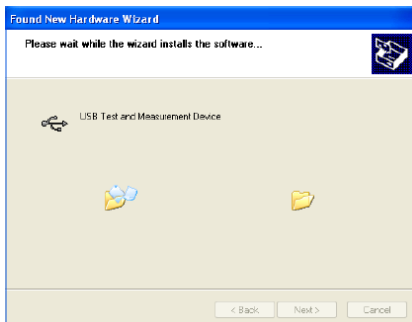 Found New Hardware Wizard
Please wait while the wizard installs the software...
USB Test and Measurement Device
< Back Next > Cancel